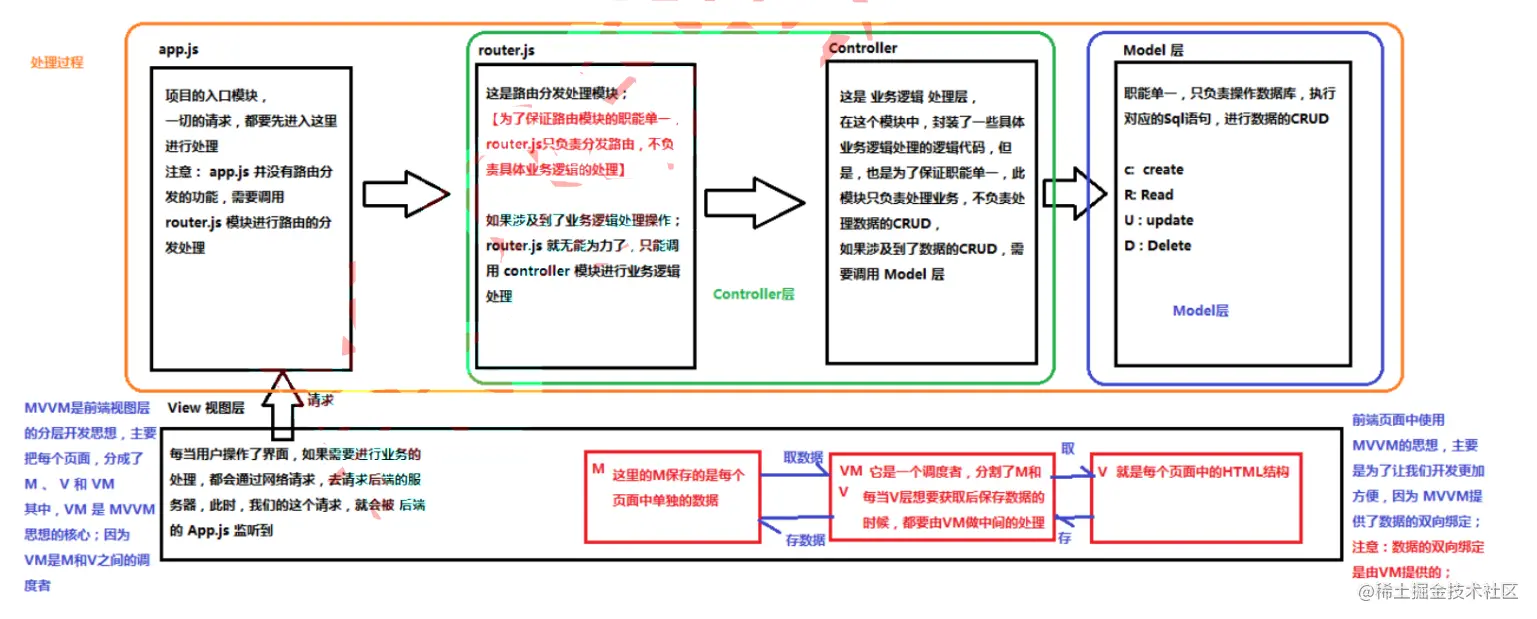 处理过程
app.js
项目的入口模块，
一切的请求，都要先进入这里
进行处理
注意： app.js 并没有路由分
发的功能，需要调用
router.js 模块进行路由的分
发处理
router.js
这是路由分发处理模块；
【为了保证路由模块的职能单一，
router.js只负责分发路由，不负
责具体业务逻辑的处理】
如果涉及到了业务逻辑处理操作；
router.js 就无能为力了，只能调
用 controller 模块进行业务逻辑
处理
Controller层
Controller
这是 业务逻辑 处理层，
在这个模块中，封装了一些具体
业务逻辑处理的逻辑代码，但
是，也是为了保证职能单一，此
模块只负责处理业务，不负责处
理数据的CRUD，
如果涉及到了数据的CRUD，需
要调用 Model 层
Model 层
职能单一，只负责操作数据库，执行
对应的Sql语句，进行数据的CRUD
c: create
R: Read
U : update
D : Delete
Model层
MVVM是前端视图层
的分层开发思想，主要
把每个页面，分成了
M 、 V 和 VM
其中，VM 是 MVVM
思想的核心；因为
VM是M和V之间的调
度者
View 视图层
请求
每当用户操作了界面，如果需要进行业务的
处理，都会通过网络请求，去请求后端的服
务器，此时，我们的这个请求，就会被 后端
的 App.js 监听到
M 这里的M保存的是每个
页面中单独的数据
取数据
存数据
VM 它是一个调度者，分割了M和
V 每当V层想要获取后保存数据的
时候，都要由VM做中间的处理
取
存
V 就是每个页面中的HTML结构
前端页面中使用
MVVM的思想，主要
是为了让我们开发更加
方便，因为 MVVM提
供了数据的双向绑定；
注意：数据的双向绑定
是由VM提供的；
@稀土掘金技术社区